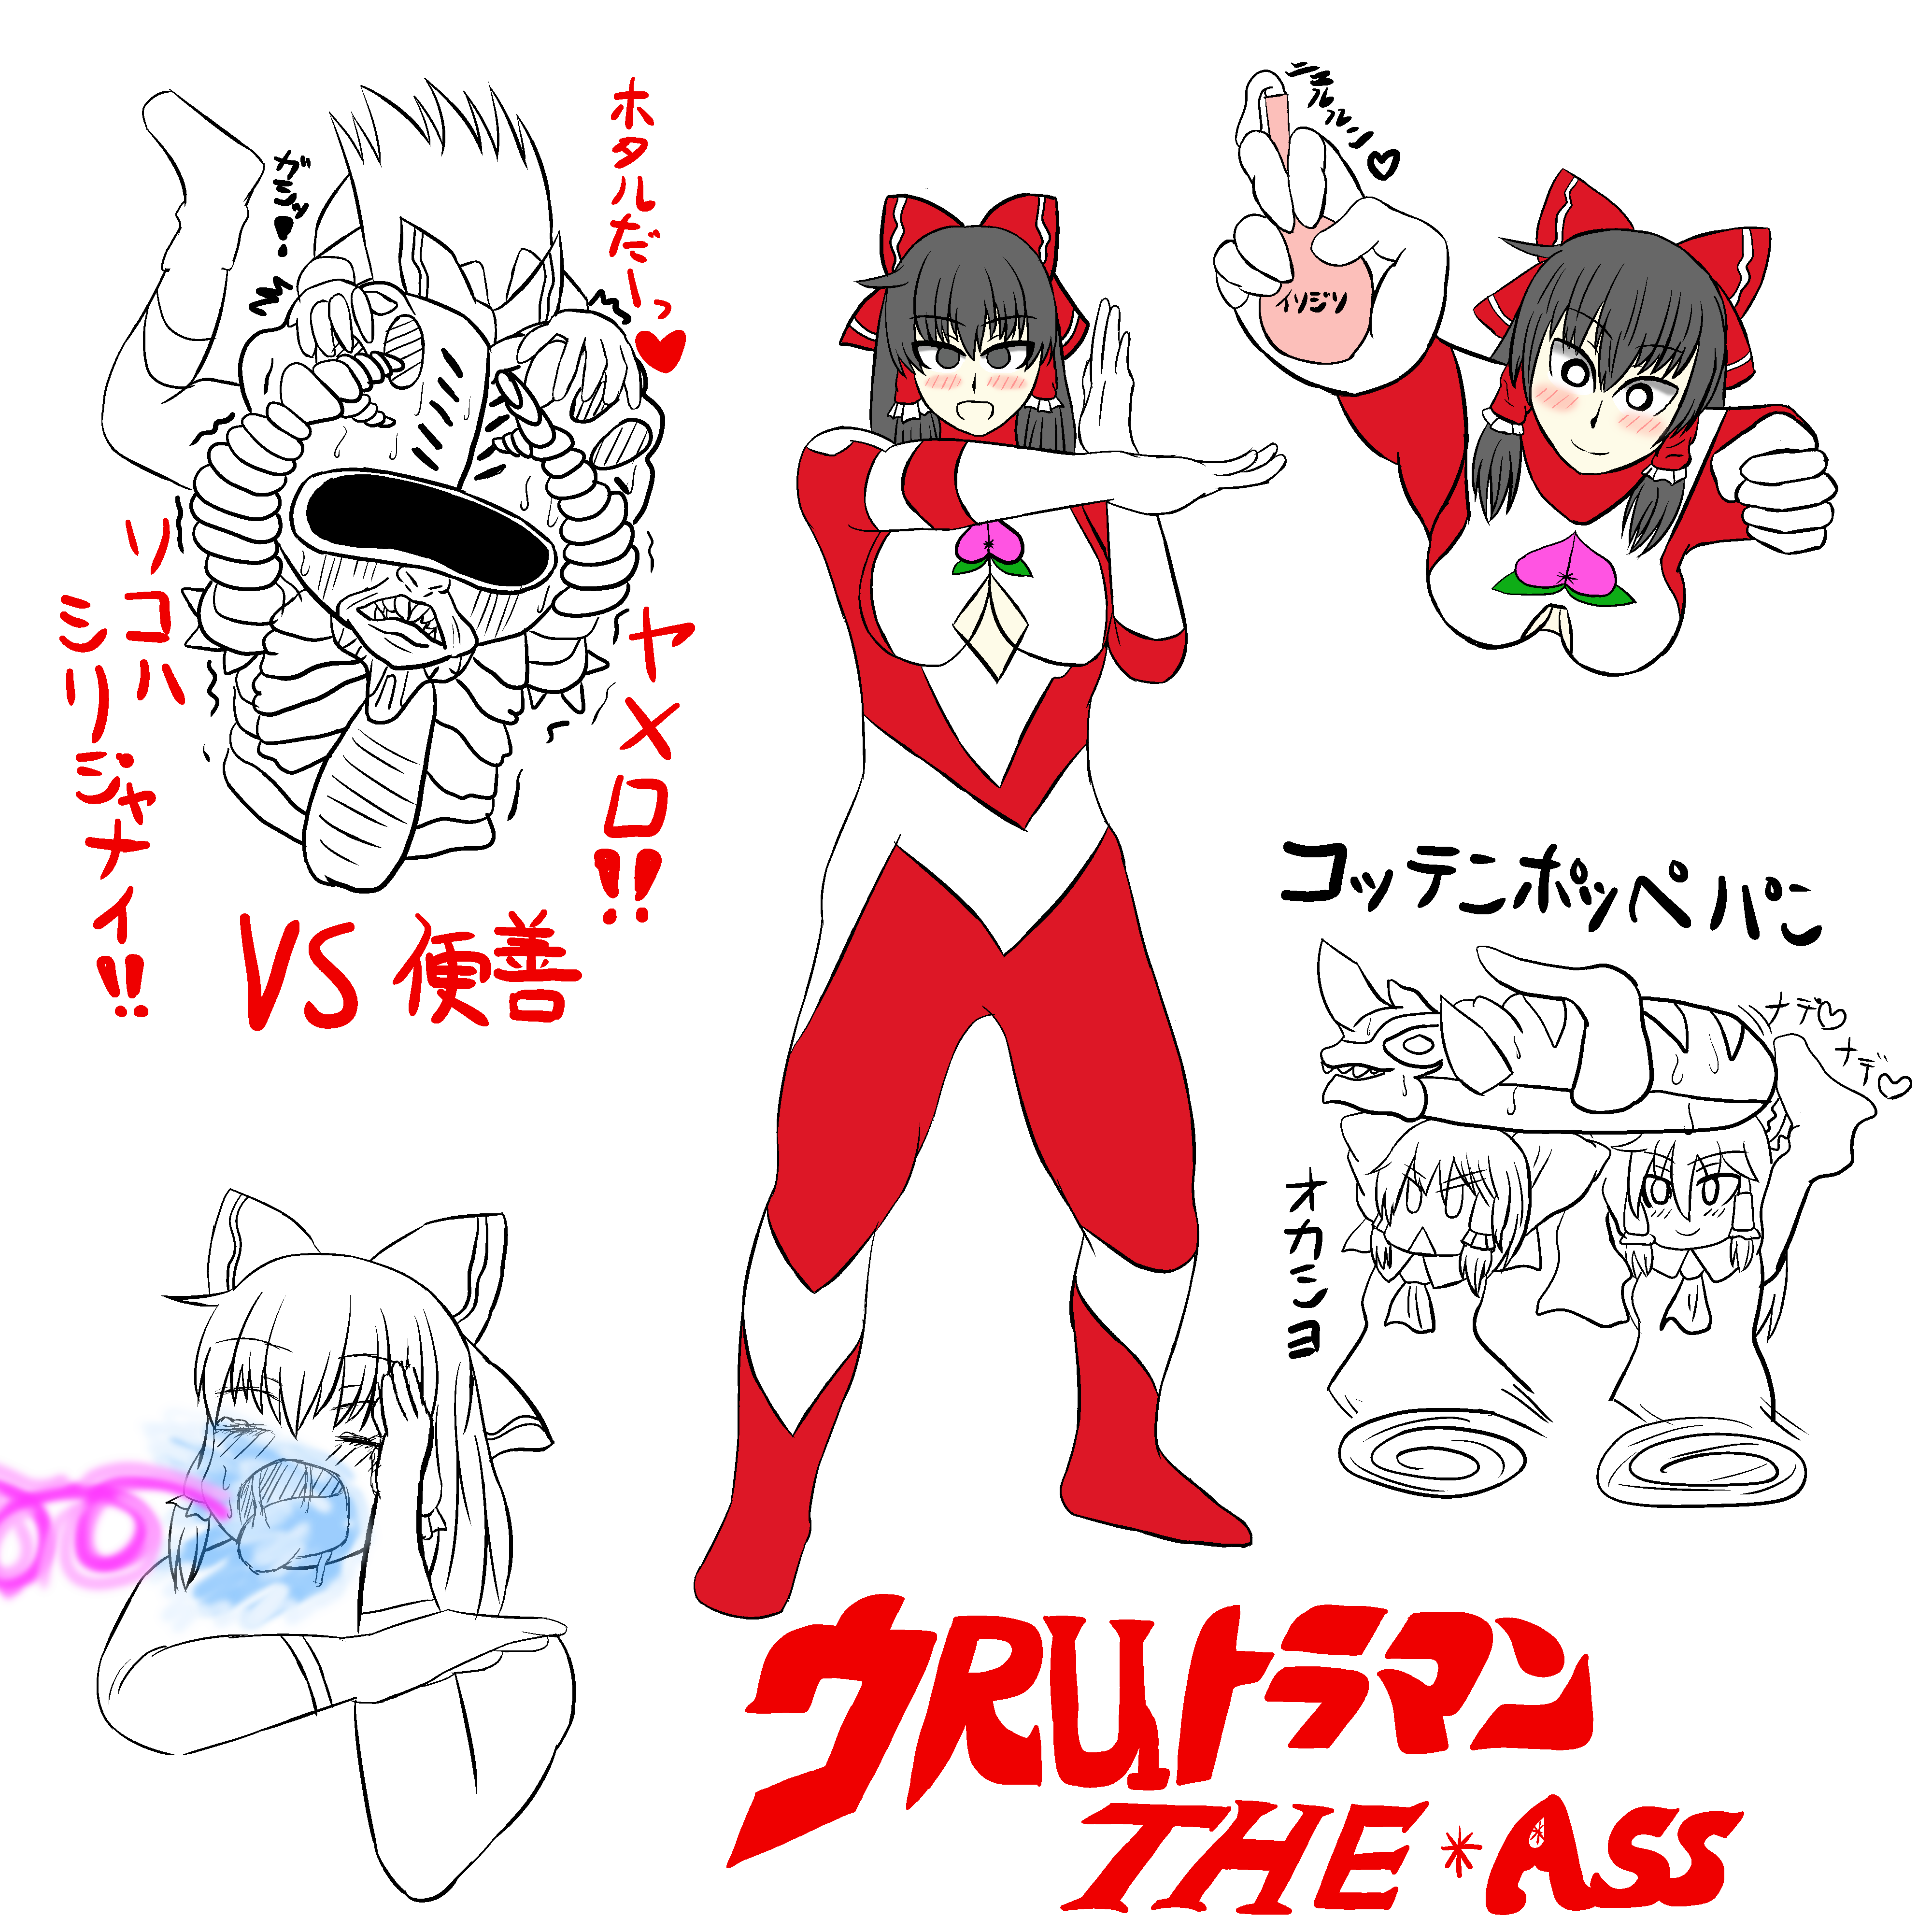 ホタルだーっ♥
ガシッ!
ヤメロ!!
ソコハ
シリジャナイ!!
VS 便善
ニュルルン♡
イソジソ
コッテンポッペパン
ナデ♡
ナデ♡
オカシヨ
ウRUトラマン
THE *ASS